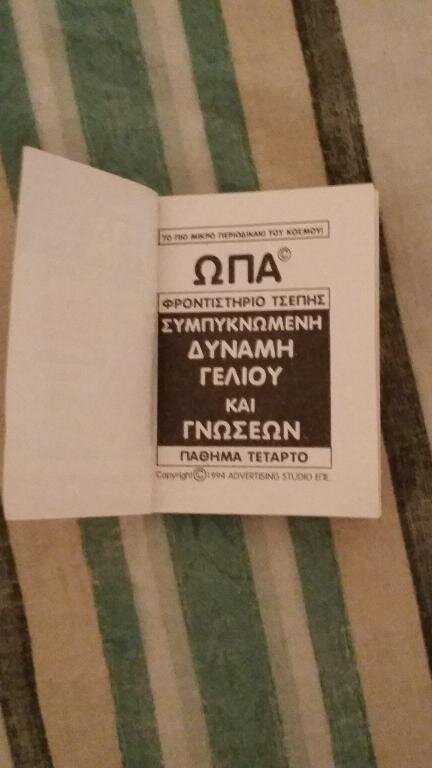 ΤΟ ΠΙΟ ΜΙΚΡΟ ΠΕΡΙΟΔΙΚΑΚΙ ΤΟΥ ΚΟΣΜΟΥ!
ΩΠΑ©
ΦΡΟΝΤΙΣΤΗΡΙΟ ΤΣΕΠΗΣ
ΣΥΜΠΥΚΝΩΜΕΝΗ
ΔΥΝΑΜΗ
ΓΕΛΙΟΥ
ΚΑΙ
ΓΝΩΣΕΩΝ
ΠΑΘΗΜΑ ΤΕΤΑΡΤΟ
Copyright © 1994 ADVERTISING STUDIO ΕΠΕ.